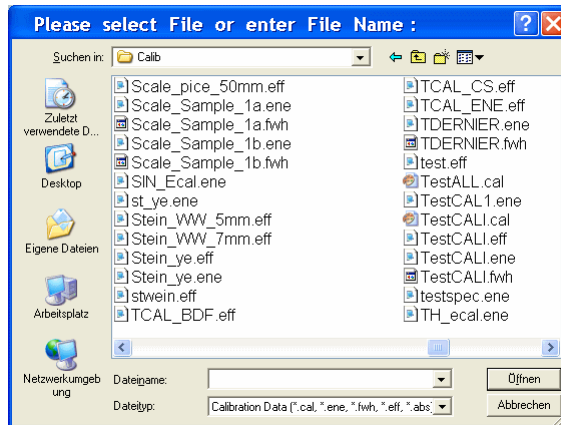 Please select File or enter File Name :
Suchen in:
Calib
Zuletzt
verwendete D...
Desktop
Eigene Dateien
Arbeitsplatz
Netzwerkumgeb
ung
Scale_pice_50mm.eff
Scale_Sample_1a.ene
Scale_Sample_1a.fwh
Scale_Sample_1b.ene
Scale_Sample_1b.fwh
SIN_Ecal.ene
st_ye.ene
Stein_WW_5mm.eff
Stein_WW_7mm.eff
Stein_ye.eff
Stein_ye.ene
stwein.eff
TCAL_BDF.eff
TCAL_CS.eff
TCAL_ENE.eff
TDERNIER.ene
TDERNIER.fwh
test.eff
TestALL.cal
TestCAL1.ene
TestCALI.cal
TestCALI.eff
TestCALI.ene
TestCALI.fwh
testspec.ene
TH_ecal.ene
Dateiname:
Öffnen
Dateityp:
Calibration Data (*.cal, *.ene, *.fwh, *.eff, *.abs)
Abbrechen